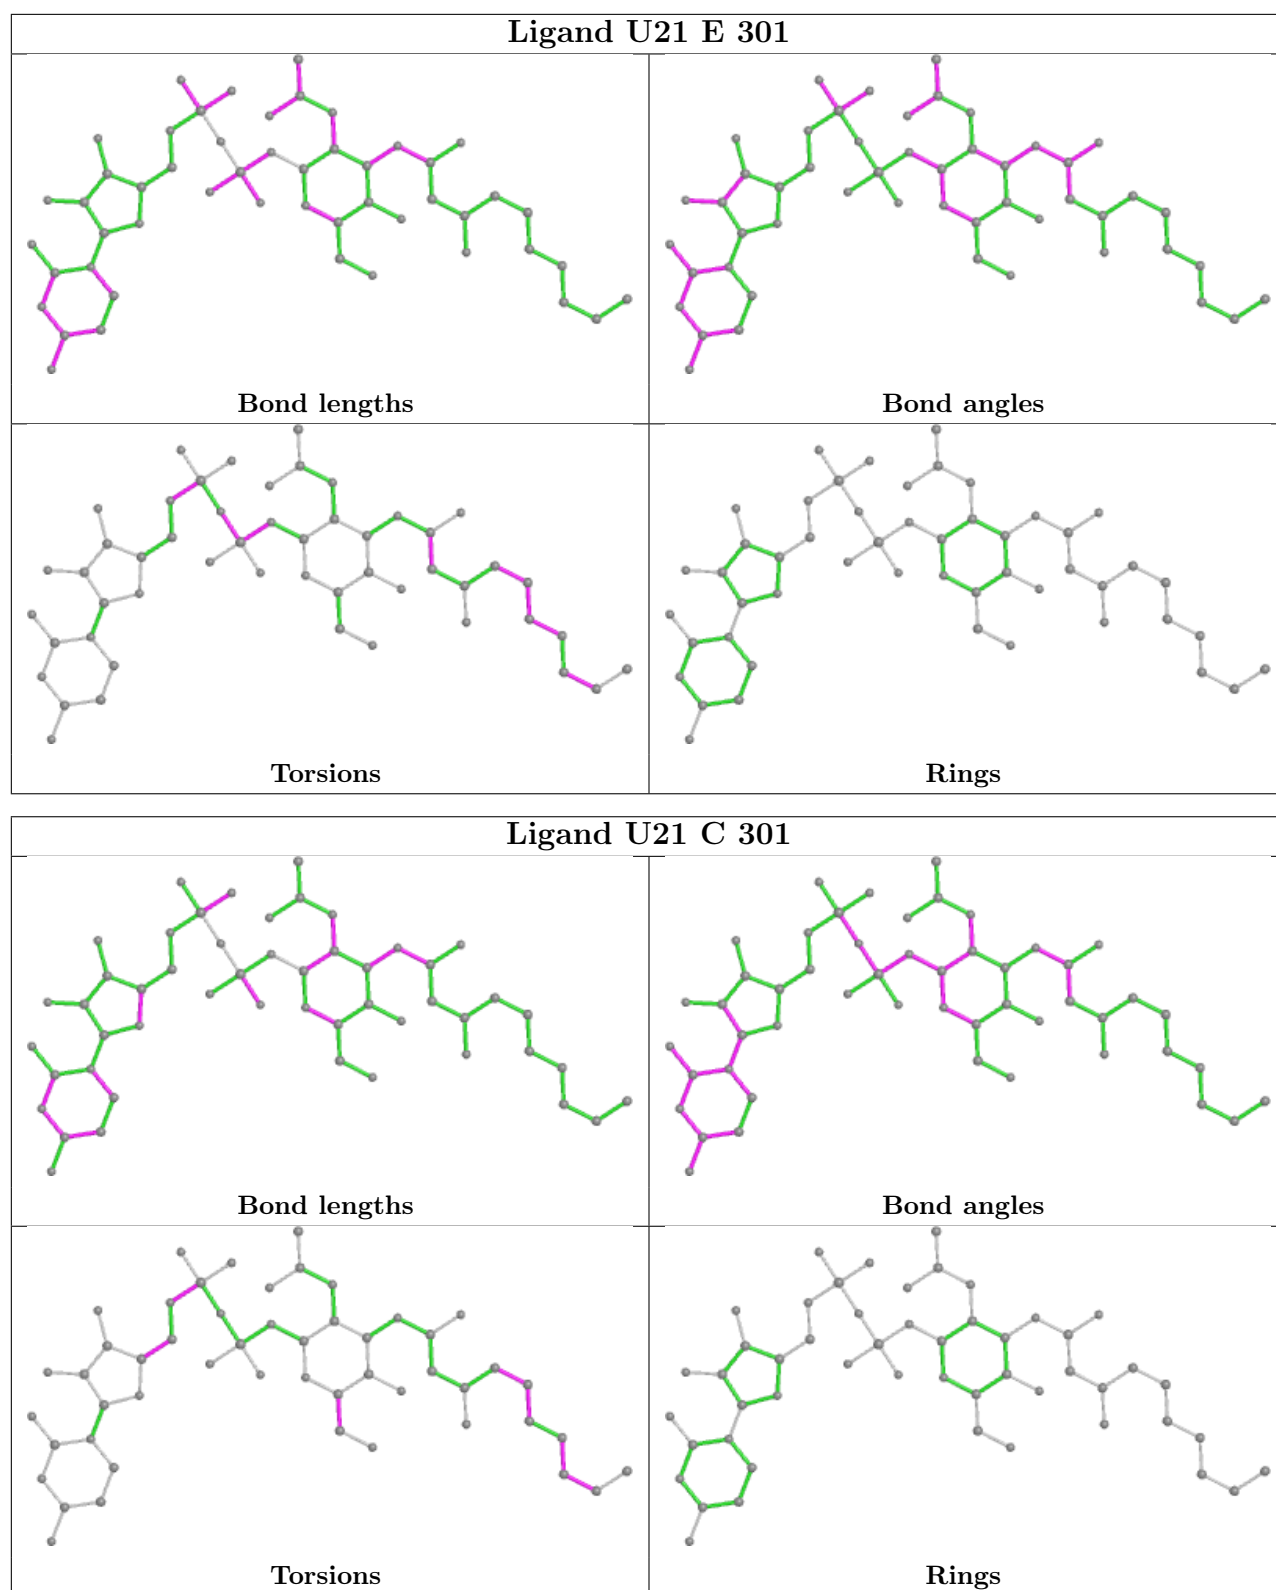 Ligand U21 E 301
Bond lengths
Bond angles
Torsions
Rings
Ligand U21 C 301
Bond lengths
Bond angles
Torsions
Rings